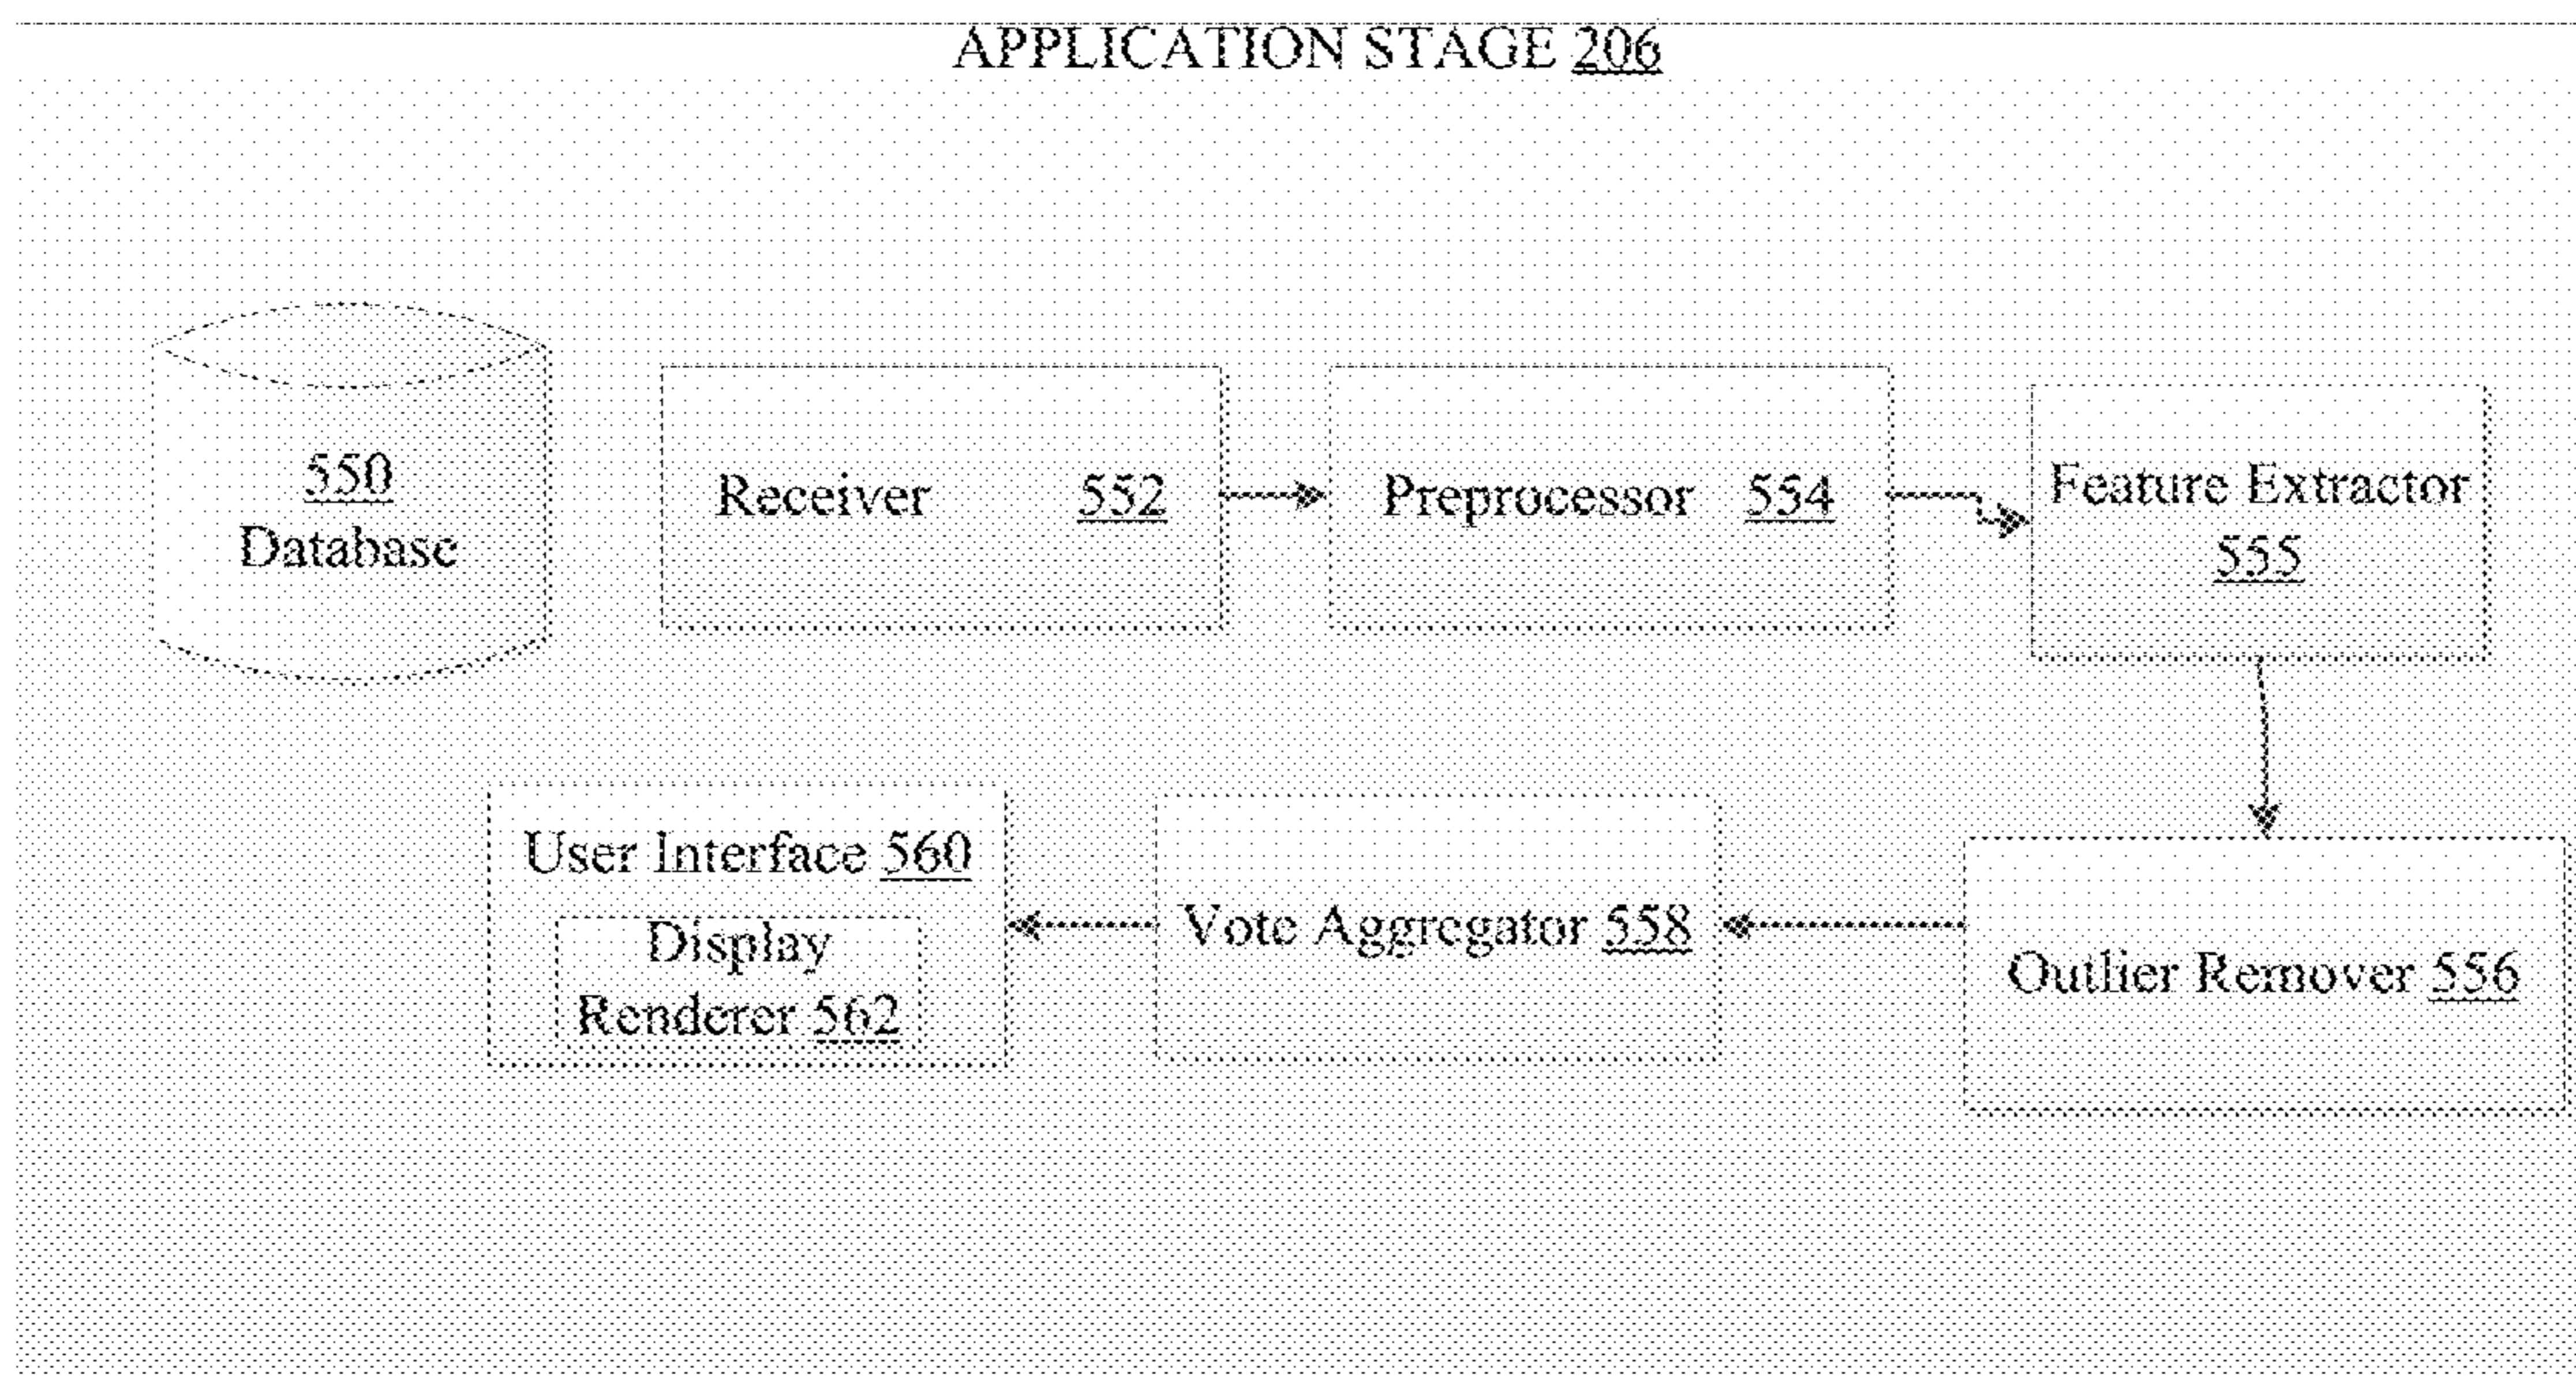 APPLICATION STAGE 206
550
Database
Receiver 552
Preprocessor 554
Feature Extractor
555
User Interface 560
Display
Renderer 562
Vote Aggregator 558
Outlier Remover 556